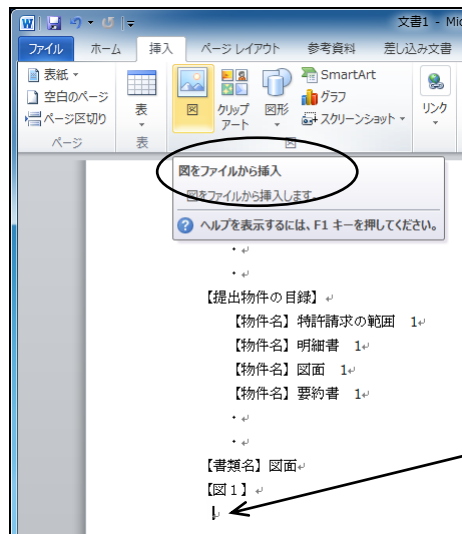 文書1 - Mic
ファイル ホーム 挿入 ページ レイアウト 参考資料 差し込み文書
表紙
空白のページ
ページ区切り
ページ
表
表
図
クリップ
アート
図形
SmartArt
グラフ
スクリーンショット
図
リンク
図をファイルから挿入
図をファイルから挿入します。
ヘルプを表示するには、F1 キーを押してください。
・
・
【提出物件の目録】
【物件名】特許請求の範囲 1
【物件名】明細書 1
【物件名】図面 1
【物件名】要約書 1
・
・
【書類名】図面
【図１】